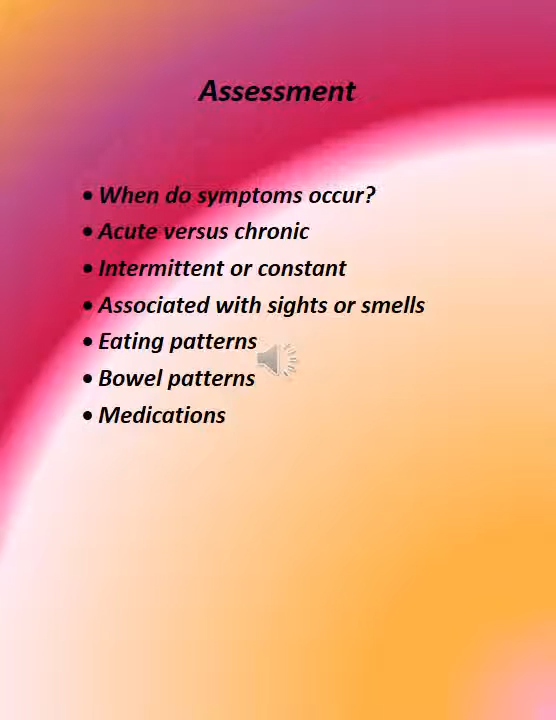 Assessment
• When do symptoms occur?
• Acute versus chronic
• Intermittent or constant
• Associated with sights or smells
• Eating patterns
• Bowel patterns
• Medications